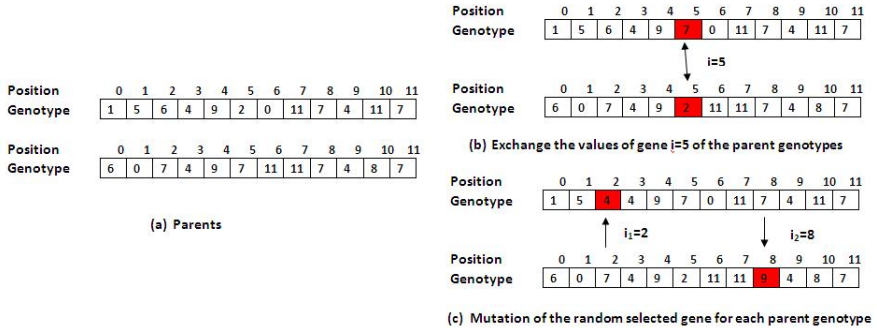 Position 0 1 2 3 4 5 6 7 8 9 10 11
Genotype 1 5 6 4 9 2 0 11 7 4 11 7
Position 0 1 2 3 4 5 6 7 8 9 10 11
Genotype 6 0 7 4 9 7 11 11 7 4 8 7
(a) Parents
Position 0 1 2 3 4 5 6 7 8 9 10 11
Genotype 1 5 6 4 9 7 0 11 7 4 11 7
i=5
Position 0 1 2 3 4 5 6 7 8 9 10 11
Genotype 6 0 7 4 9 2 11 11 7 4 8 7
(b) Exchange the values of gene i=5 of the parent genotypes
Position 0 1 2 3 4 5 6 7 8 9 10 11
Genotype 1 5 4 4 9 7 0 11 7 4 11 7
i₁=2 i₂=8
Position 0 1 2 3 4 5 6 7 8 9 10 11
Genotype 6 0 7 4 9 2 11 11 9 4 8 7
(c) Mutation of the random selected gene for each parent genotype